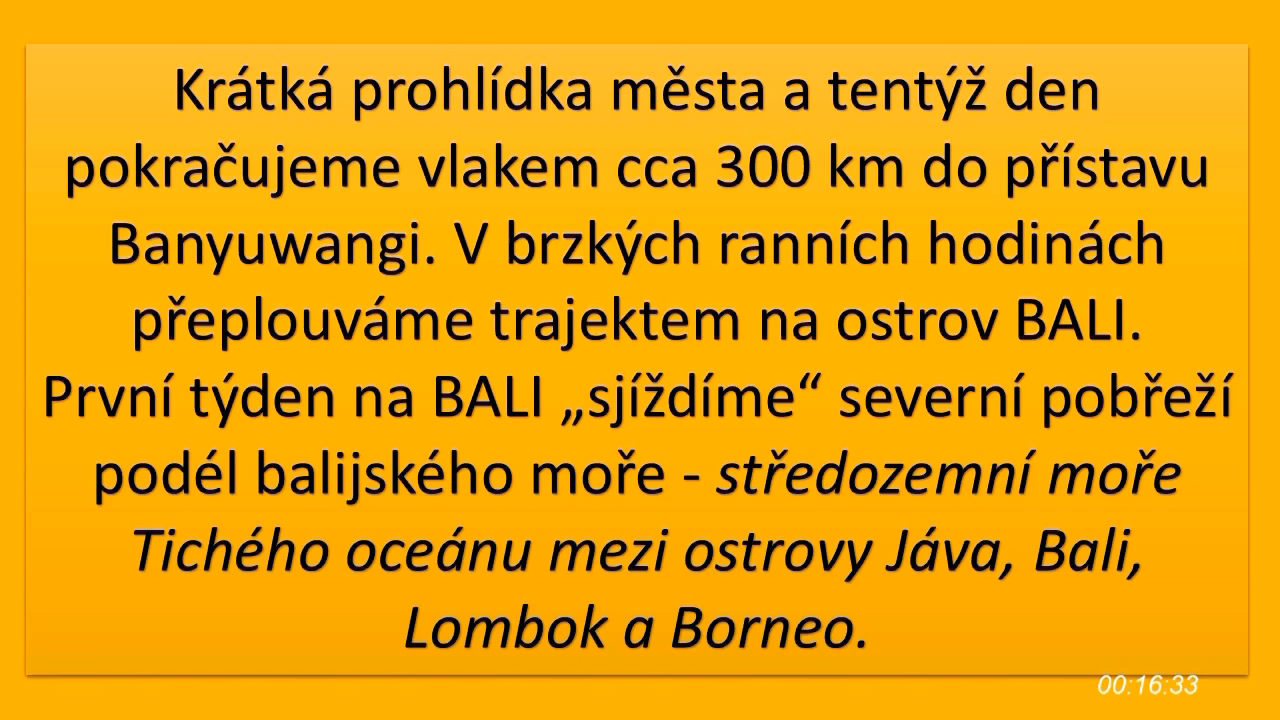 Krátká prohlídka města a tentýž den
pokračujeme vlakem cca 300 km do přístavu
Banyuwangi. V brzkých ranních hodinách
přeplouváme trajektem na ostrov BALI.
První týden na BALI „sjíždíme“ severní pobřeží
podél balijského moře - středozemní moře
Tichého oceánu mezi ostrovy Jáva, Bali,
Lombok a Borneo.
00:16:33